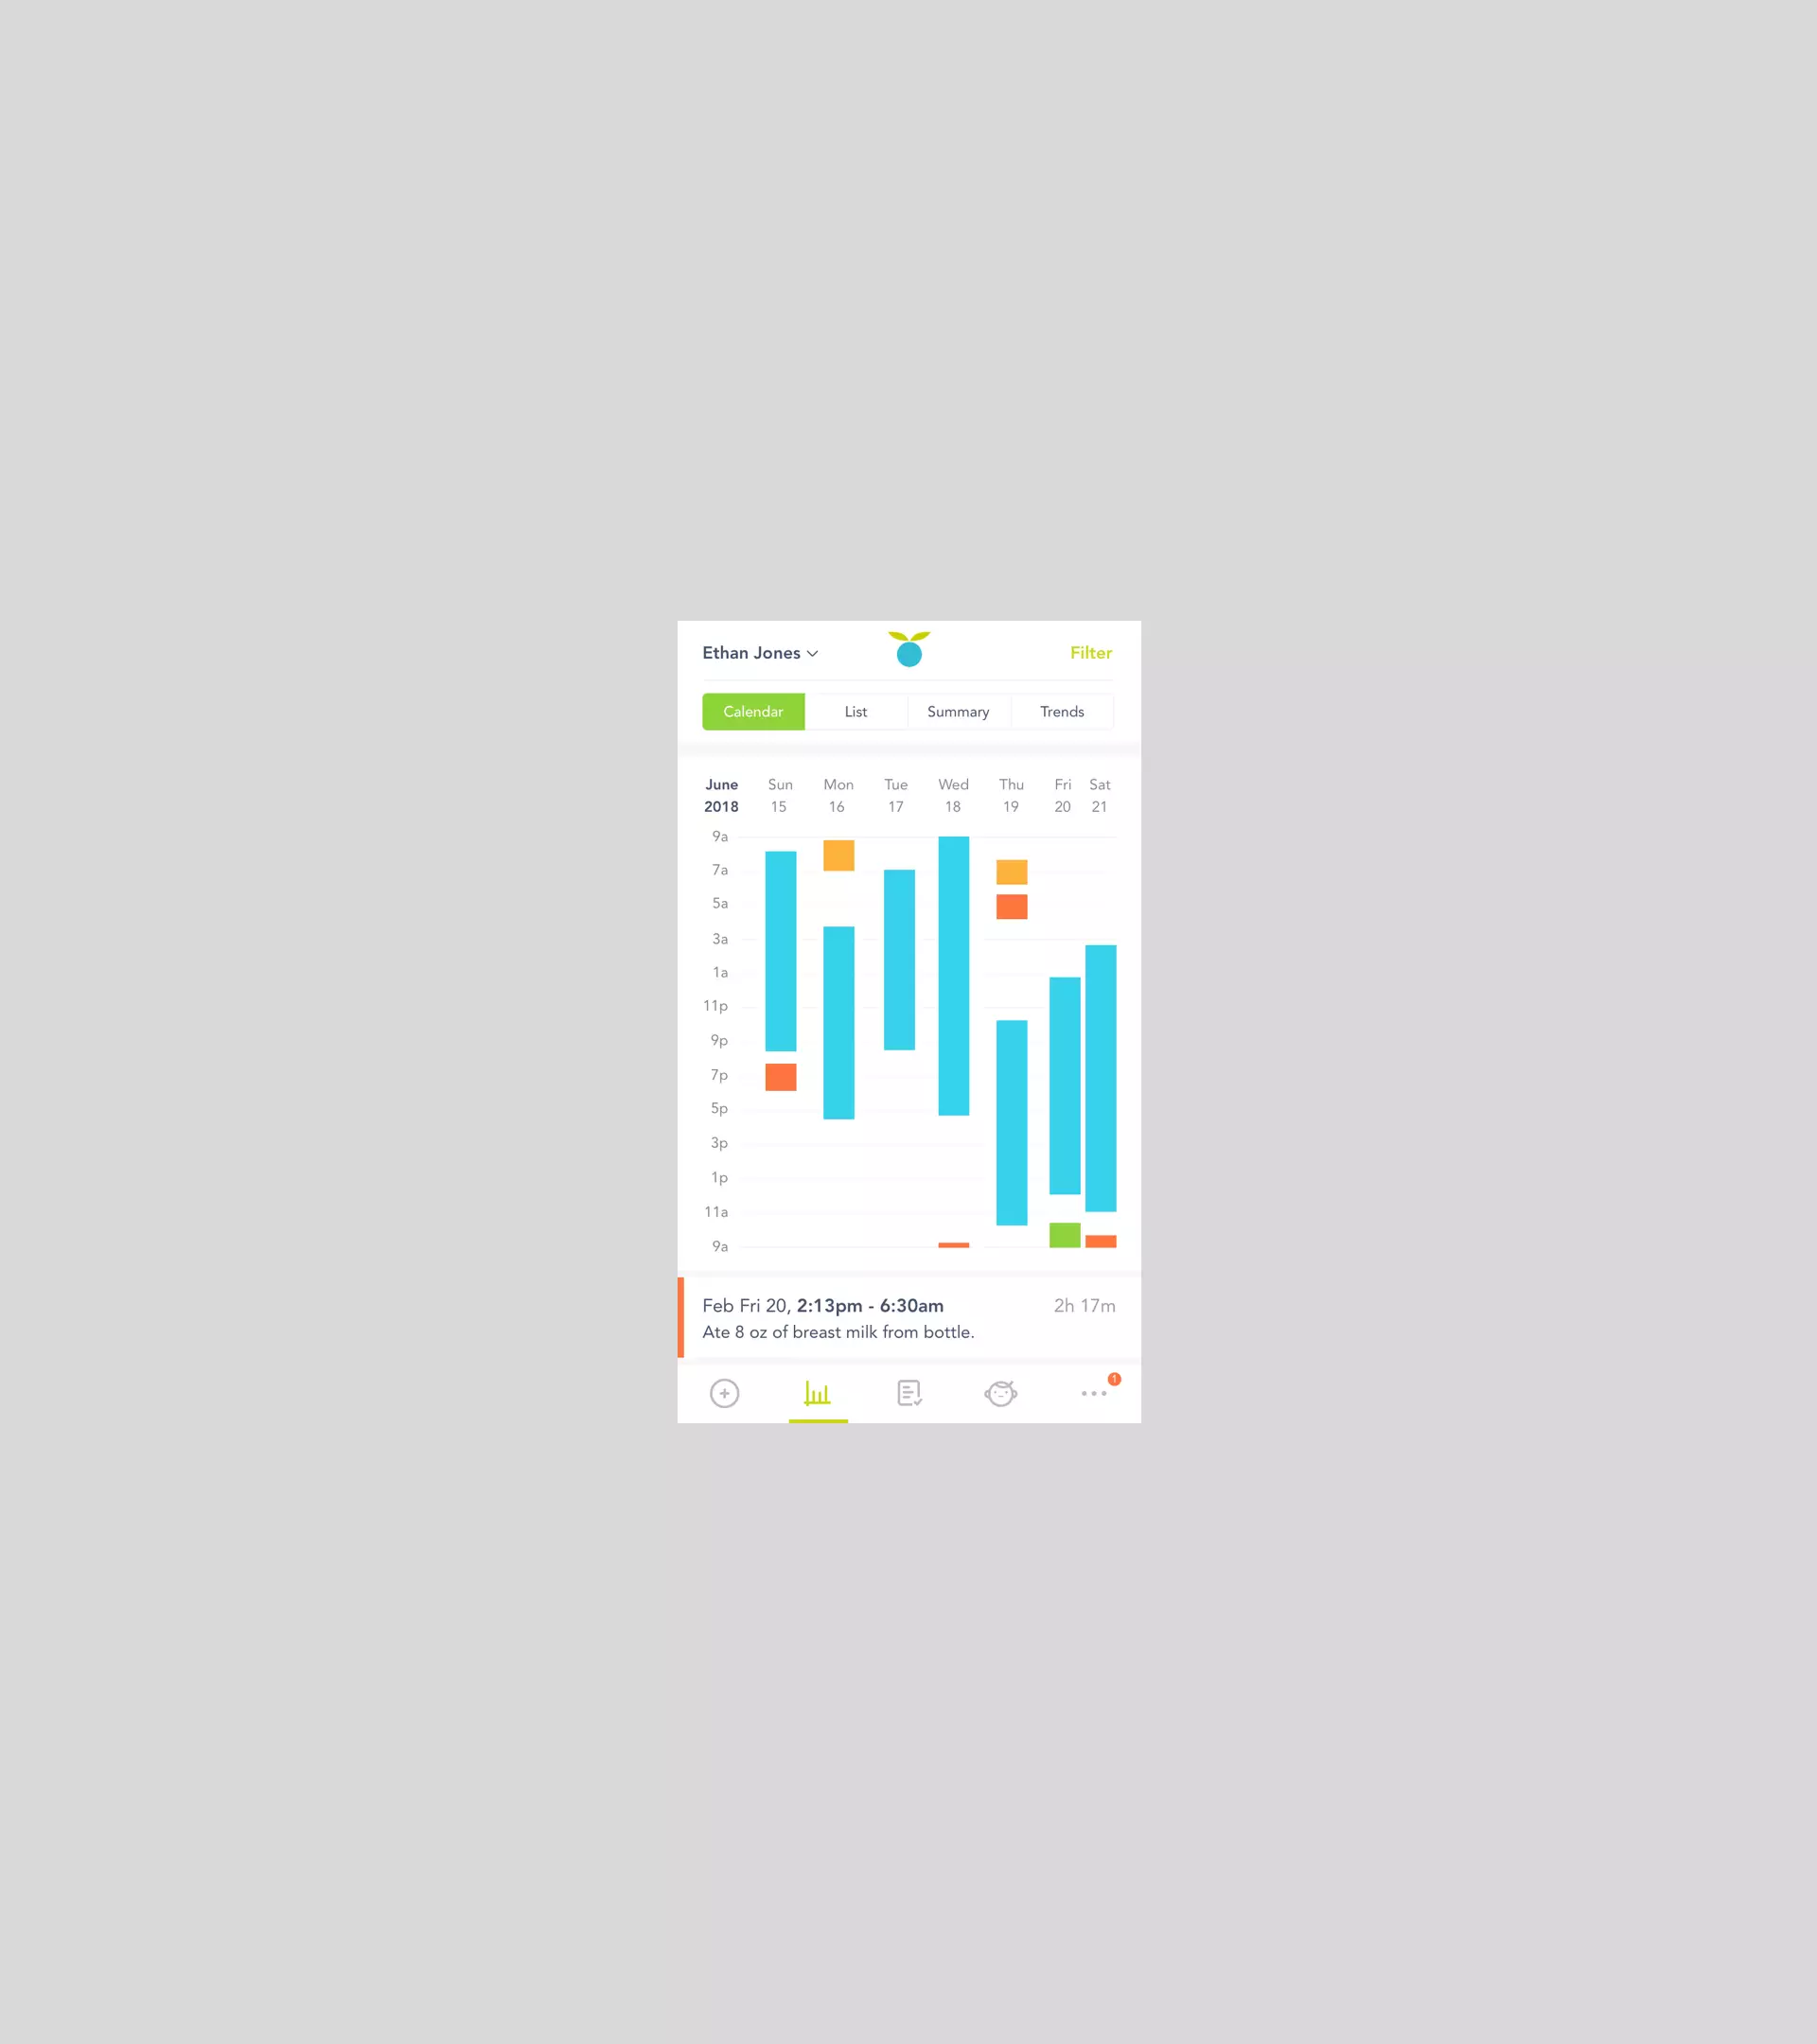 Ethan Jones
Filter
Calendar List Summary Trends
June Sun Mon Tue Wed Thu Fri Sat
2018 15 16 17 18 19 20 21
9a
7a
5a
3a
1a
11p
9p
7p
5p
3p
1p
11a
9a
Feb Fri 20, 2:13pm - 6:30am 2h 17m
Ate 8 oz of breast milk from bottle.
1